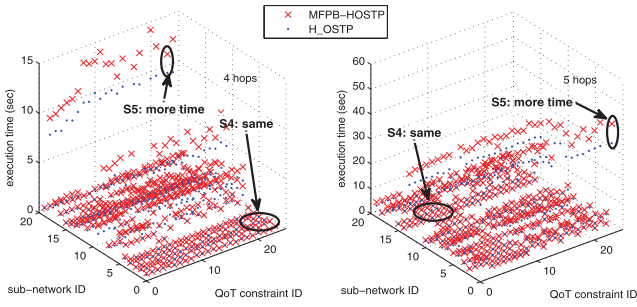 MFPB–HOSTP
H_OSTP
4 hops
S5: more time
S4: same
execution time (sec)
15
10
5
0
20
15
10
5
0
0
10
20
sub-network ID
QoT constraint ID
5 hops
S5: more time
S4: same
execution time (sec)
60
50
40
30
20
10
0
20
15
10
5
0
0
10
20
sub-network ID
QoT constraint ID